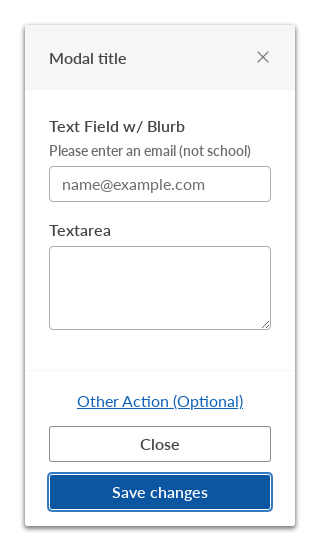 Modal title
Text Field w/ Blurb
Please enter an email (not school)
name@example.com
Textarea
Other Action (Optional)
Close
Save changes